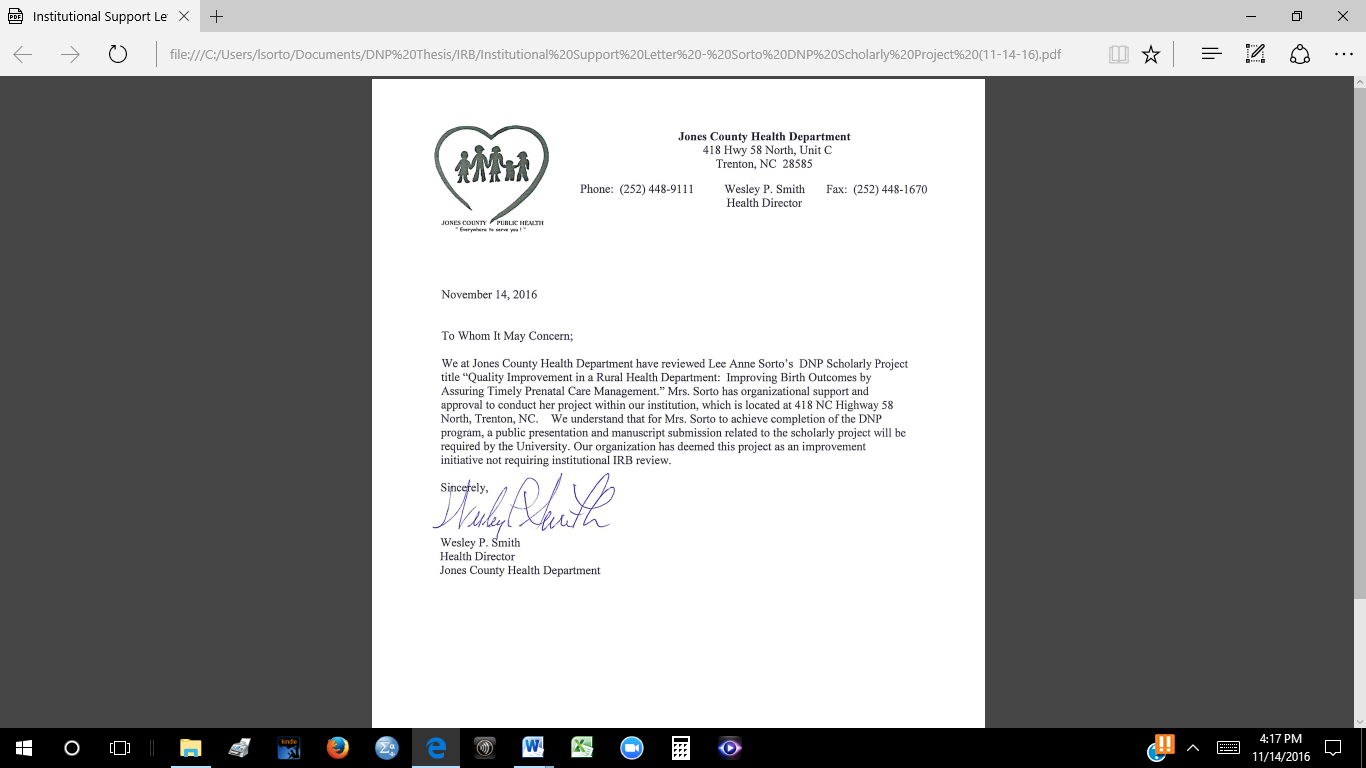 Institutional Support Le
file:///C:/Users/lsorto/Documents/DNP%20Thesis/IRB/Institutional%20Support%20Letter%20-%20Sorto%20DNP%20Scholarly%20Project%20(11-14-16).pdf
Jones County Health Department
418 Hwy 58 North, Unit C
Trenton, NC 28585
Phone: (252) 448-9111 Wesley P. Smith Fax: (252) 448-1670
Health Director
JONES COUNTY PUBLIC HEALTH
" Everywhere to serve you ! "
November 14, 2016
To Whom It May Concern;
We at Jones County Health Department have reviewed Lee Anne Sorto's DNP Scholarly Project
title "Quality Improvement in a Rural Health Department: Improving Birth Outcomes by
Assuring Timely Prenatal Care Management." Mrs. Sorto has organizational support and
approval to conduct her project within our institution, which is located at 418 NC Highway 58
North, Trenton, NC. We understand that for Mrs. Sorto to achieve completion of the DNP
program, a public presentation and manuscript submission related to the scholarly project will be
required by the University. Our organization has deemed this project as an improvement
initiative not requiring institutional IRB review.
Sincerely,
Wesley P Smith
Wesley P. Smith
Health Director
Jones County Health Department
4:17 PM
11/14/2016